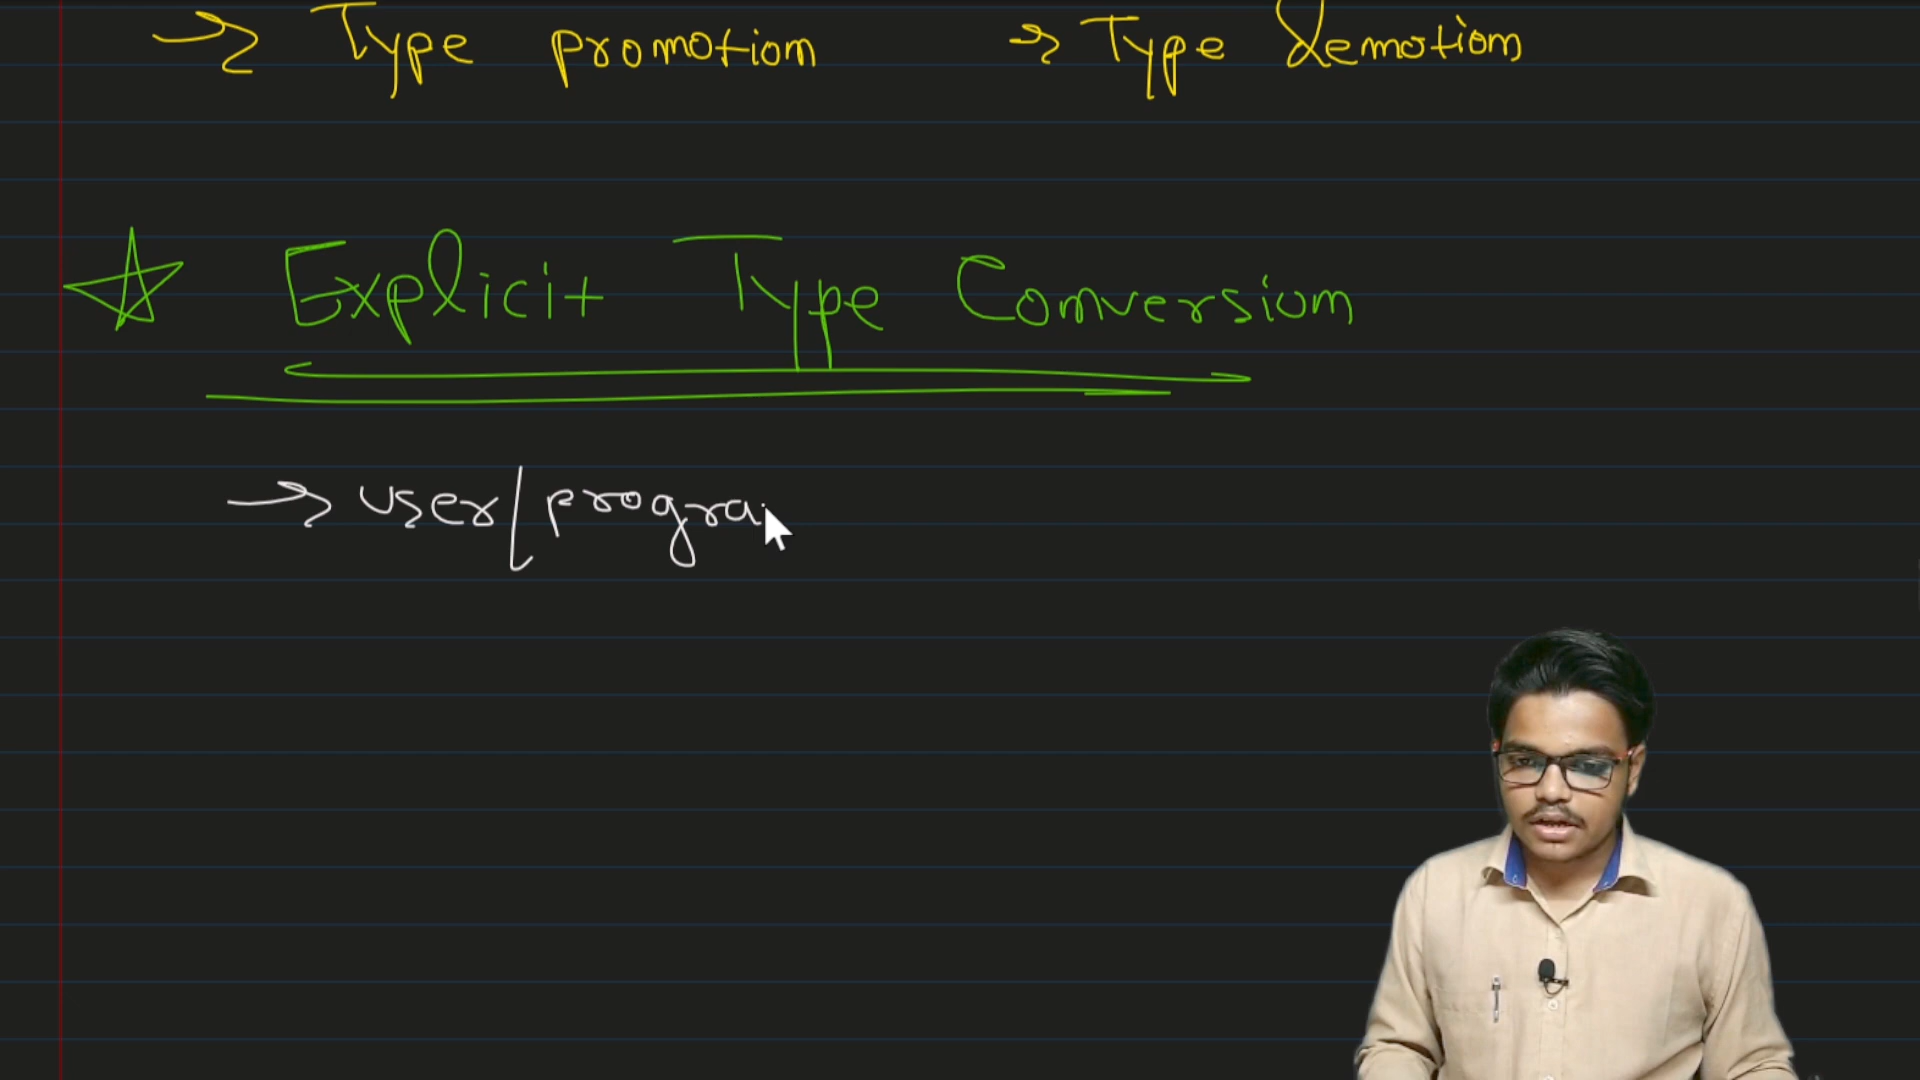 → Type promotion → Type demotion
☆ Explicit Type Conversion
→ user/progra